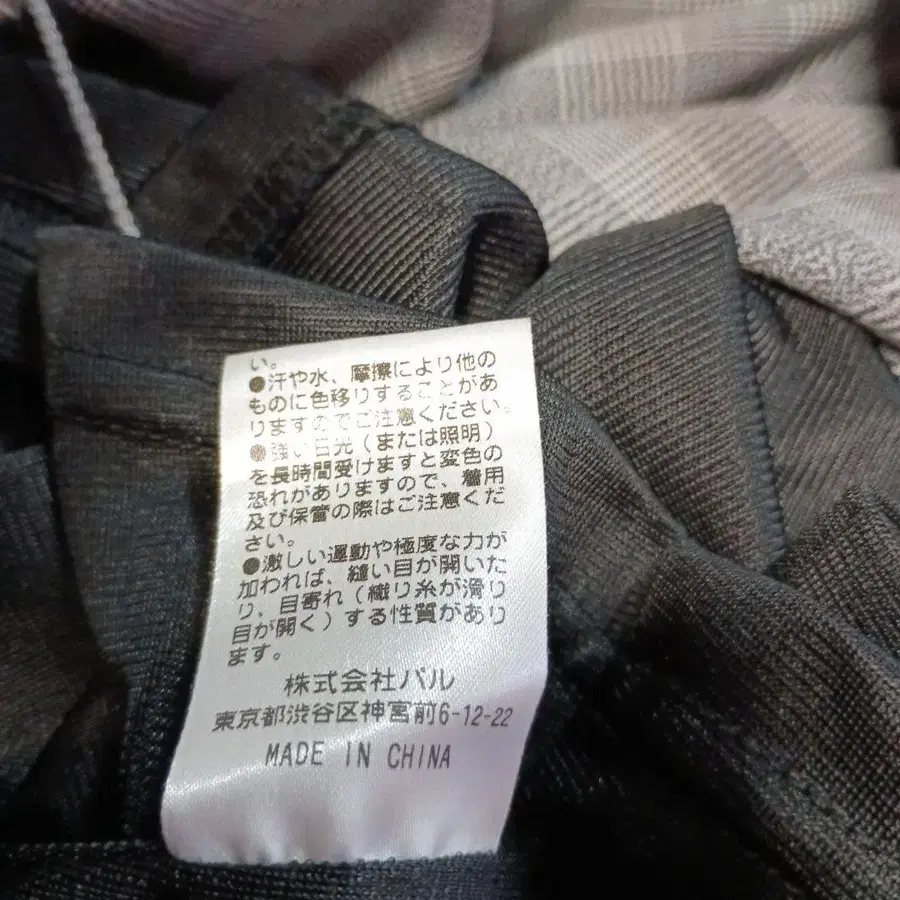 い。
●汗や水、摩擦により他の
ものに色移りすることがあ
りますのでご注意ください。
●強い日光(または照明)
を長時間受けますと変色の
恐れがありますので、着用
及び保管の際はご注意くだ
さい。
●激しい運動や極度な力が
加われば、縫い目が開いた
り、目寄れ(織り糸が滑り
目が開く)する性質があり
ます。
株式会社パル
東京都渋谷区神宮前6-12-22
MADE IN CHINA